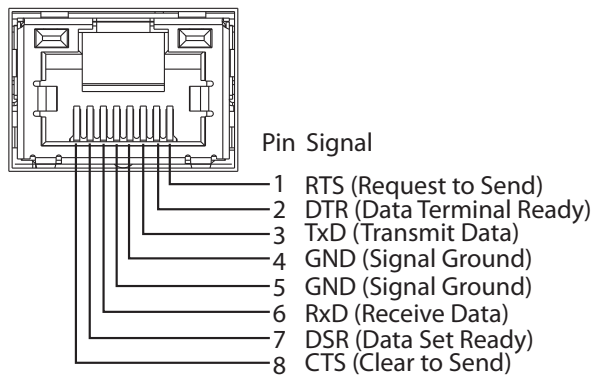 Pin Signal
1 RTS (Request to Send)
2 DTR (Data Terminal Ready)
3 TxD (Transmit Data)
4 GND (Signal Ground)
5 GND (Signal Ground)
6 RxD (Receive Data)
7 DSR (Data Set Ready)
8 CTS (Clear to Send)